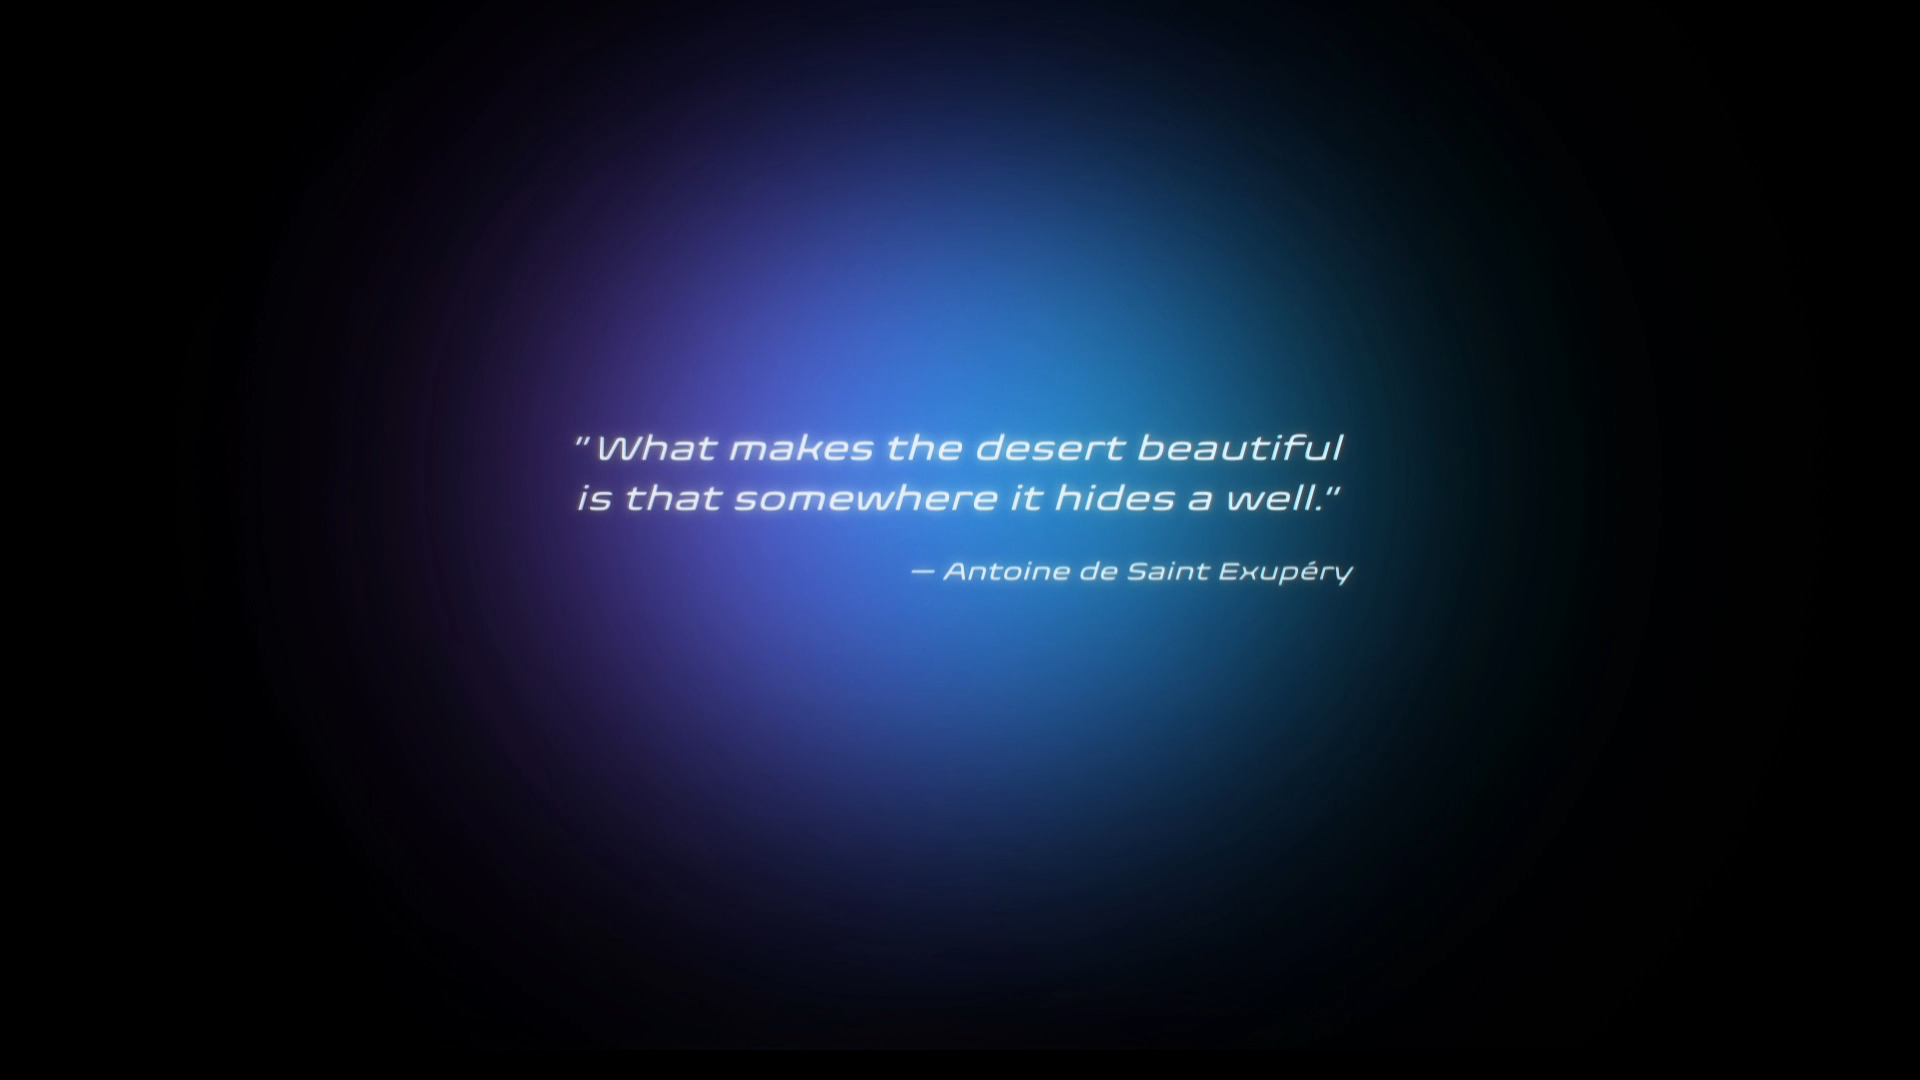 "What makes the desert beautiful
is that somewhere it hides a well."
— Antoine de Saint Exupéry